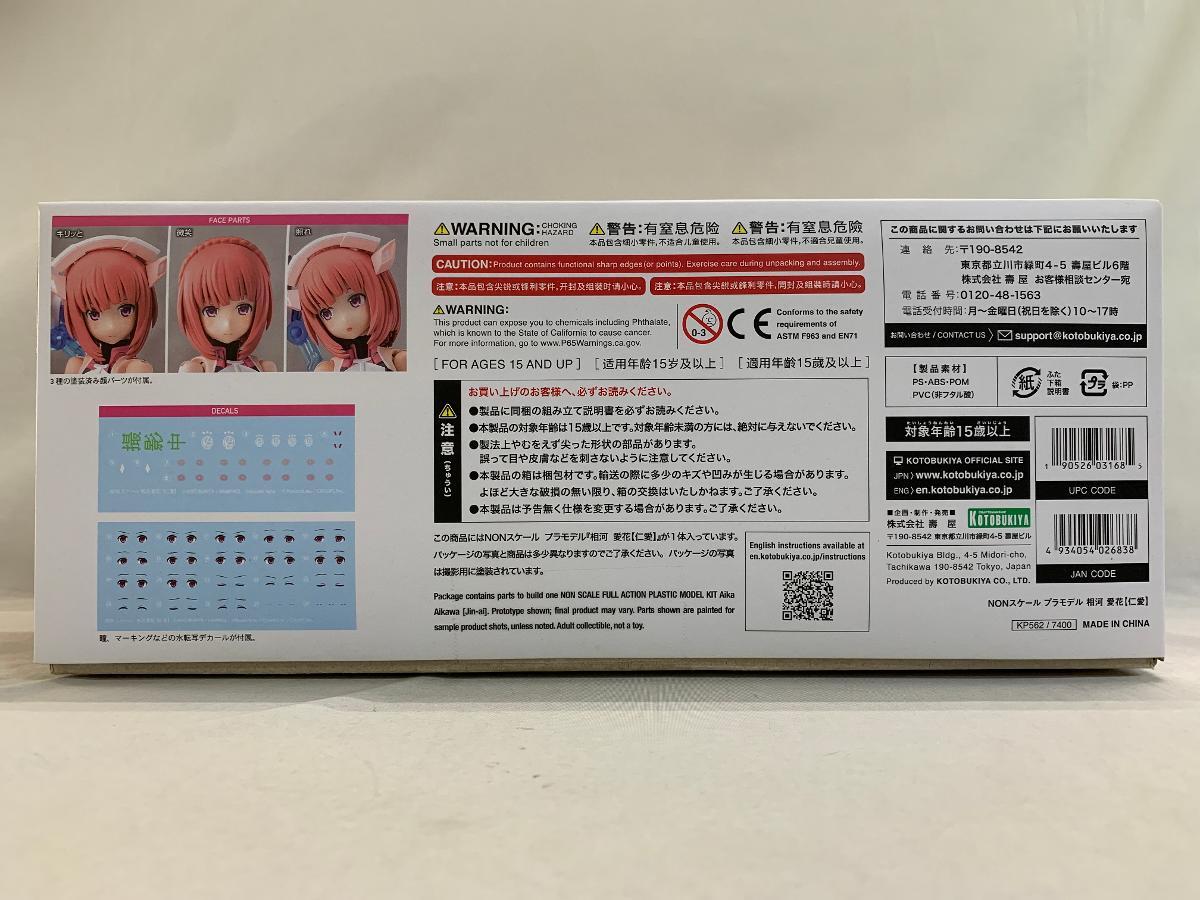 FACE PARTS
キリッと
微笑
照れ
3種の塗装済み顔パーツが付属。
DECALS
撮影中
瞳、マーキングなどの水転写デカールが付属。
⚠WARNING: CHOKING HAZARD
Small parts not for children
⚠警告:有窒息危险
本品包含细小零件,不适合儿童使用。
⚠警告:有窒息危險
本品包含細小零件,不適合兒童使用。
CAUTION: Product contains functional sharp edges (or points). Exercise care during unpacking and assembly.
注意:本品包含尖锐或锋利零件,开封及组装时请小心。
注意:本品包含尖銳或鋒利零件,開封及組裝時請小心。
⚠WARNING:
This product can expose you to chemicals including Phthalate,
which is known to the State of California to cause cancer.
For more information, go to www.P65Warnings.ca.gov
0-3
CE
Conforms to the safety
requirements of
ASTM F963 and EN71
[FOR AGES 15 AND UP]
[适用年龄15岁及以上]
[適用年齡15歲及以上]
注意(ちゅうい)
お買い上げのお客様へ、必ずお読みください。
●製品に同梱の組み立て説明書を必ずお読みください。
●本製品の対象年齢は15歳以上です。対象年齢未満の方には、絶対に与えないでください。
●製法上やむをえず尖った形状の部品があります。
誤って目や皮膚などを刺さないように注意してください。
●本製品の箱は梱包材です。輸送の際に多少のキズや凹みが生じる場合があります。
よほど大きな破損の無い限り、箱の交換はいたしかねます。ご了承ください。
●本製品は予告無く仕様を変更する場合があります。ご了承ください。
この商品にはNONスケール プラモデル『相河 愛花【仁愛】』が1体入っています。
パッケージの写真と商品は多少異なりますのでご了承ください。パッケージの写真
は撮影用に塗装されています。
Package contains parts to build one NON SCALE FULL ACTION PLASTIC MODEL KIT Aika
Aikawa [Jin-ai]. Prototype shown; final product may vary. Parts shown are painted for
sample product shots, unless noted. Adult collectible, not a toy.
English instructions available at
en.kotobukiya.co.jp/instructions
この商品に関するお問い合わせは下記にお願いします。
連絡先:〒190-8542
東京都立川市緑町4-5 壽屋ビル6階
株式会社 壽屋 お客様相談センター宛
電話番号:0120-48-1563
電話受付時間:月~金曜日(祝日を除く)10~17時
お問い合わせ / CONTACT US
support@kotobukiya.co.jp
【製品素材】
PS・ABS・POM
PVC(非フタル酸)
紙
ふた
下箱
説明書
プラ
袋:PP
対象年齢15歳以上
たいしょうねんれい
さいいじょう
KOTOBUKIYA OFFICIAL SITE
JPN > www.kotobukiya.co.jp
ENG > en.kotobukiya.co.jp
■企画・制作・発売■
株式会社 壽屋
KOTOBUKIYA
〒190-8542 東京都立川市緑町4-5 壽屋ビル
Kotobukiya Bldg., 4-5 Midori-cho,
Tachikawa 190-8542 Tokyo, Japan
Produced by KOTOBUKIYA CO., LTD.
1 90526 03168 5
UPC CODE
4 934054 026838
JAN CODE
NONスケール プラモデル 相河 愛花【仁愛】
KP562 / 7400
MADE IN CHINA